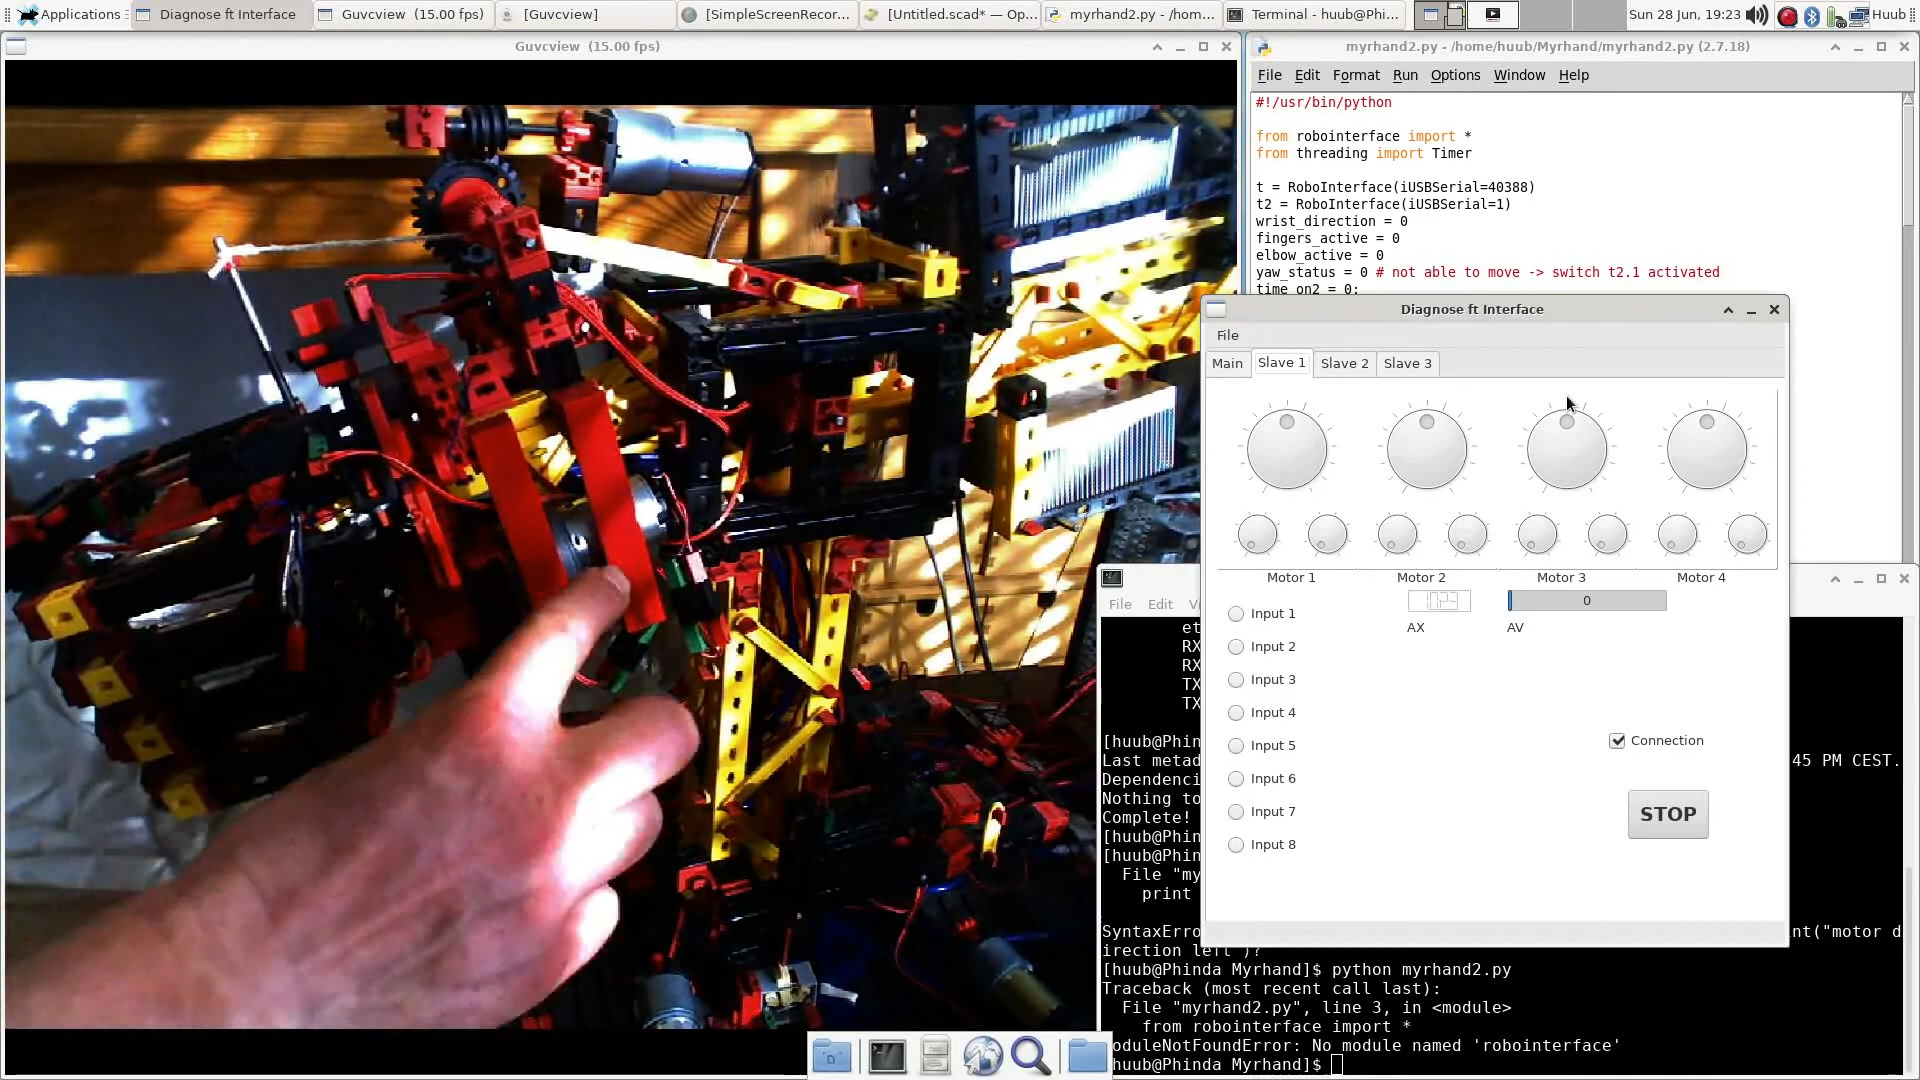 Applications
Diagnose ft Interface
Guvcview (15.00 fps)
[Guvcview]
[SimpleScreenRecor...
[Untitled.scad* — Op...
myrhand2.py - /hom...
Terminal - huub@Phi...
Sun 28 Jun, 19:23
Huub
Guvcview (15.00 fps)
myrhand2.py - /home/huub/Myrhand/myrhand2.py (2.7.18)
File Edit Format Run Options Window Help
#!/usr/bin/python
from robointerface import *
from threading import Timer
t = RoboInterface(iUSBSerial=40388)
t2 = RoboInterface(iUSBSerial=1)
wrist_direction = 0
fingers_active = 0
elbow_active = 0
yaw_status = 0 # not able to move -> switch t2.1 activated
time_on2 = 0;
Diagnose ft Interface
File
Main Slave 1 Slave 2 Slave 3
Motor 1 Motor 2 Motor 3 Motor 4
1023 0
AX AV
Input 1
Input 2
Input 3
Input 4
Input 5
Input 6
Input 7
Input 8
Connection
STOP
File Edit V
et
RX
RX
TX
TX
[huub@Phin
Last metad 45 PM CEST.
Dependenci
Nothing to
Complete!
[huub@Phin
[huub@Phin
File "my
print
SyntaxErro nt("motor d
irection left")?
[huub@Phinda Myrhand]$ python myrhand2.py
Traceback (most recent call last):
File "myrhand2.py", line 3, in <module>
from robointerface import *
oduleNotFoundError: No module named 'robointerface'
huub@Phinda Myrhand]$